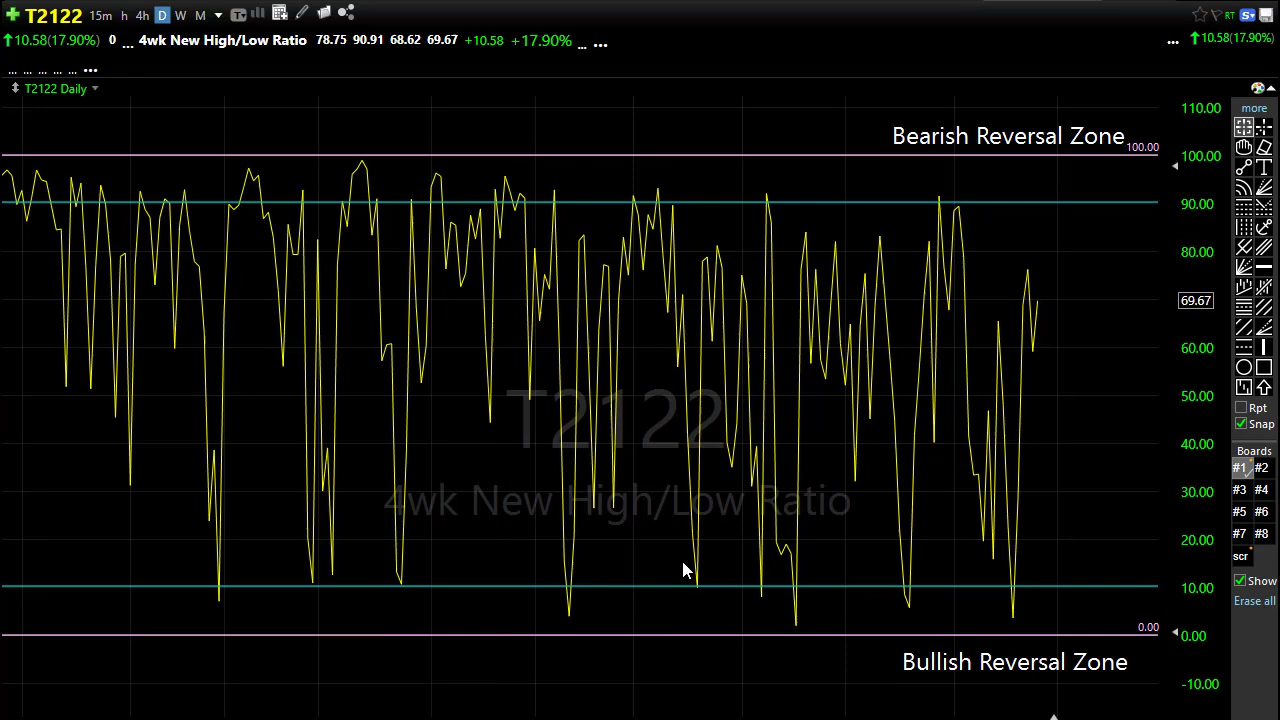 T2122 15m h 4h D W M RT
10.58(17.90%) 0 ... 4wk New High/Low Ratio 78.75 90.91 68.62 69.67 +10.58 +17.90% ... ... ... 10.58(17.90%)
... ... ... ... ... ...
T2122 Daily
more
110.00
Bearish Reversal Zone
100.00
100.00
90.00
80.00
69.67
60.00
50.00
40.00
30.00
20.00
10.00
0.00
0.00
-10.00
T2122
4wk New High/Low Ratio
Bullish Reversal Zone
Rpt
Snap
Boards
#1 #2
#3 #4
#5 #6
#7 #8
scr
Show
Erase all